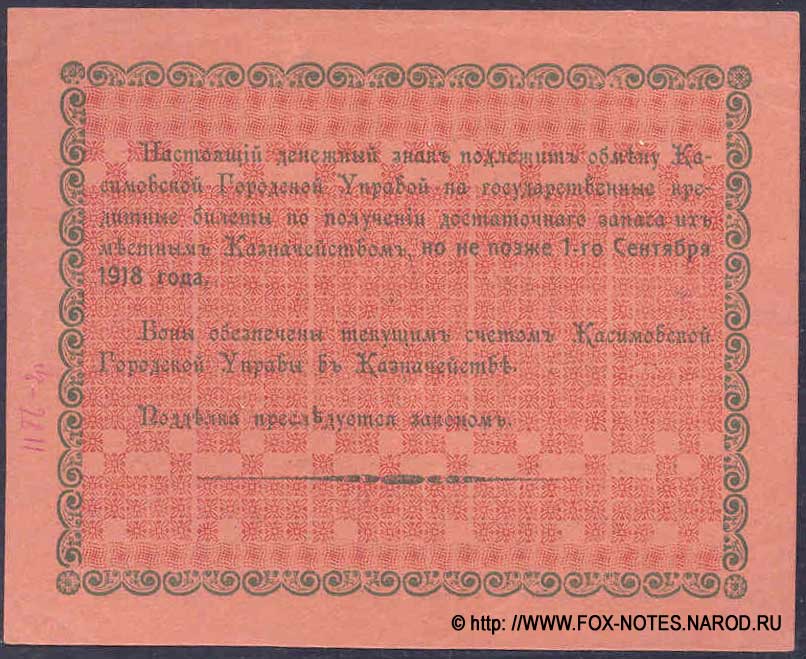 Настоящій денежный знакъ подлежитъ обмѣну Ка-
симовской Городской Управой на государственные кре-
дитные билеты по полученіи достаточнаго запаса ихъ
мѣстнымъ Казначействомъ, но не позже 1-го Сентября
1918 года.
Боны обезпечены текущимъ счетомъ Касимовской
Городской Управы въ Казначействѣ.
Поддѣлка преслѣдуется закономъ.
© http: //WWW.FOX-NOTES.NAROD.RU